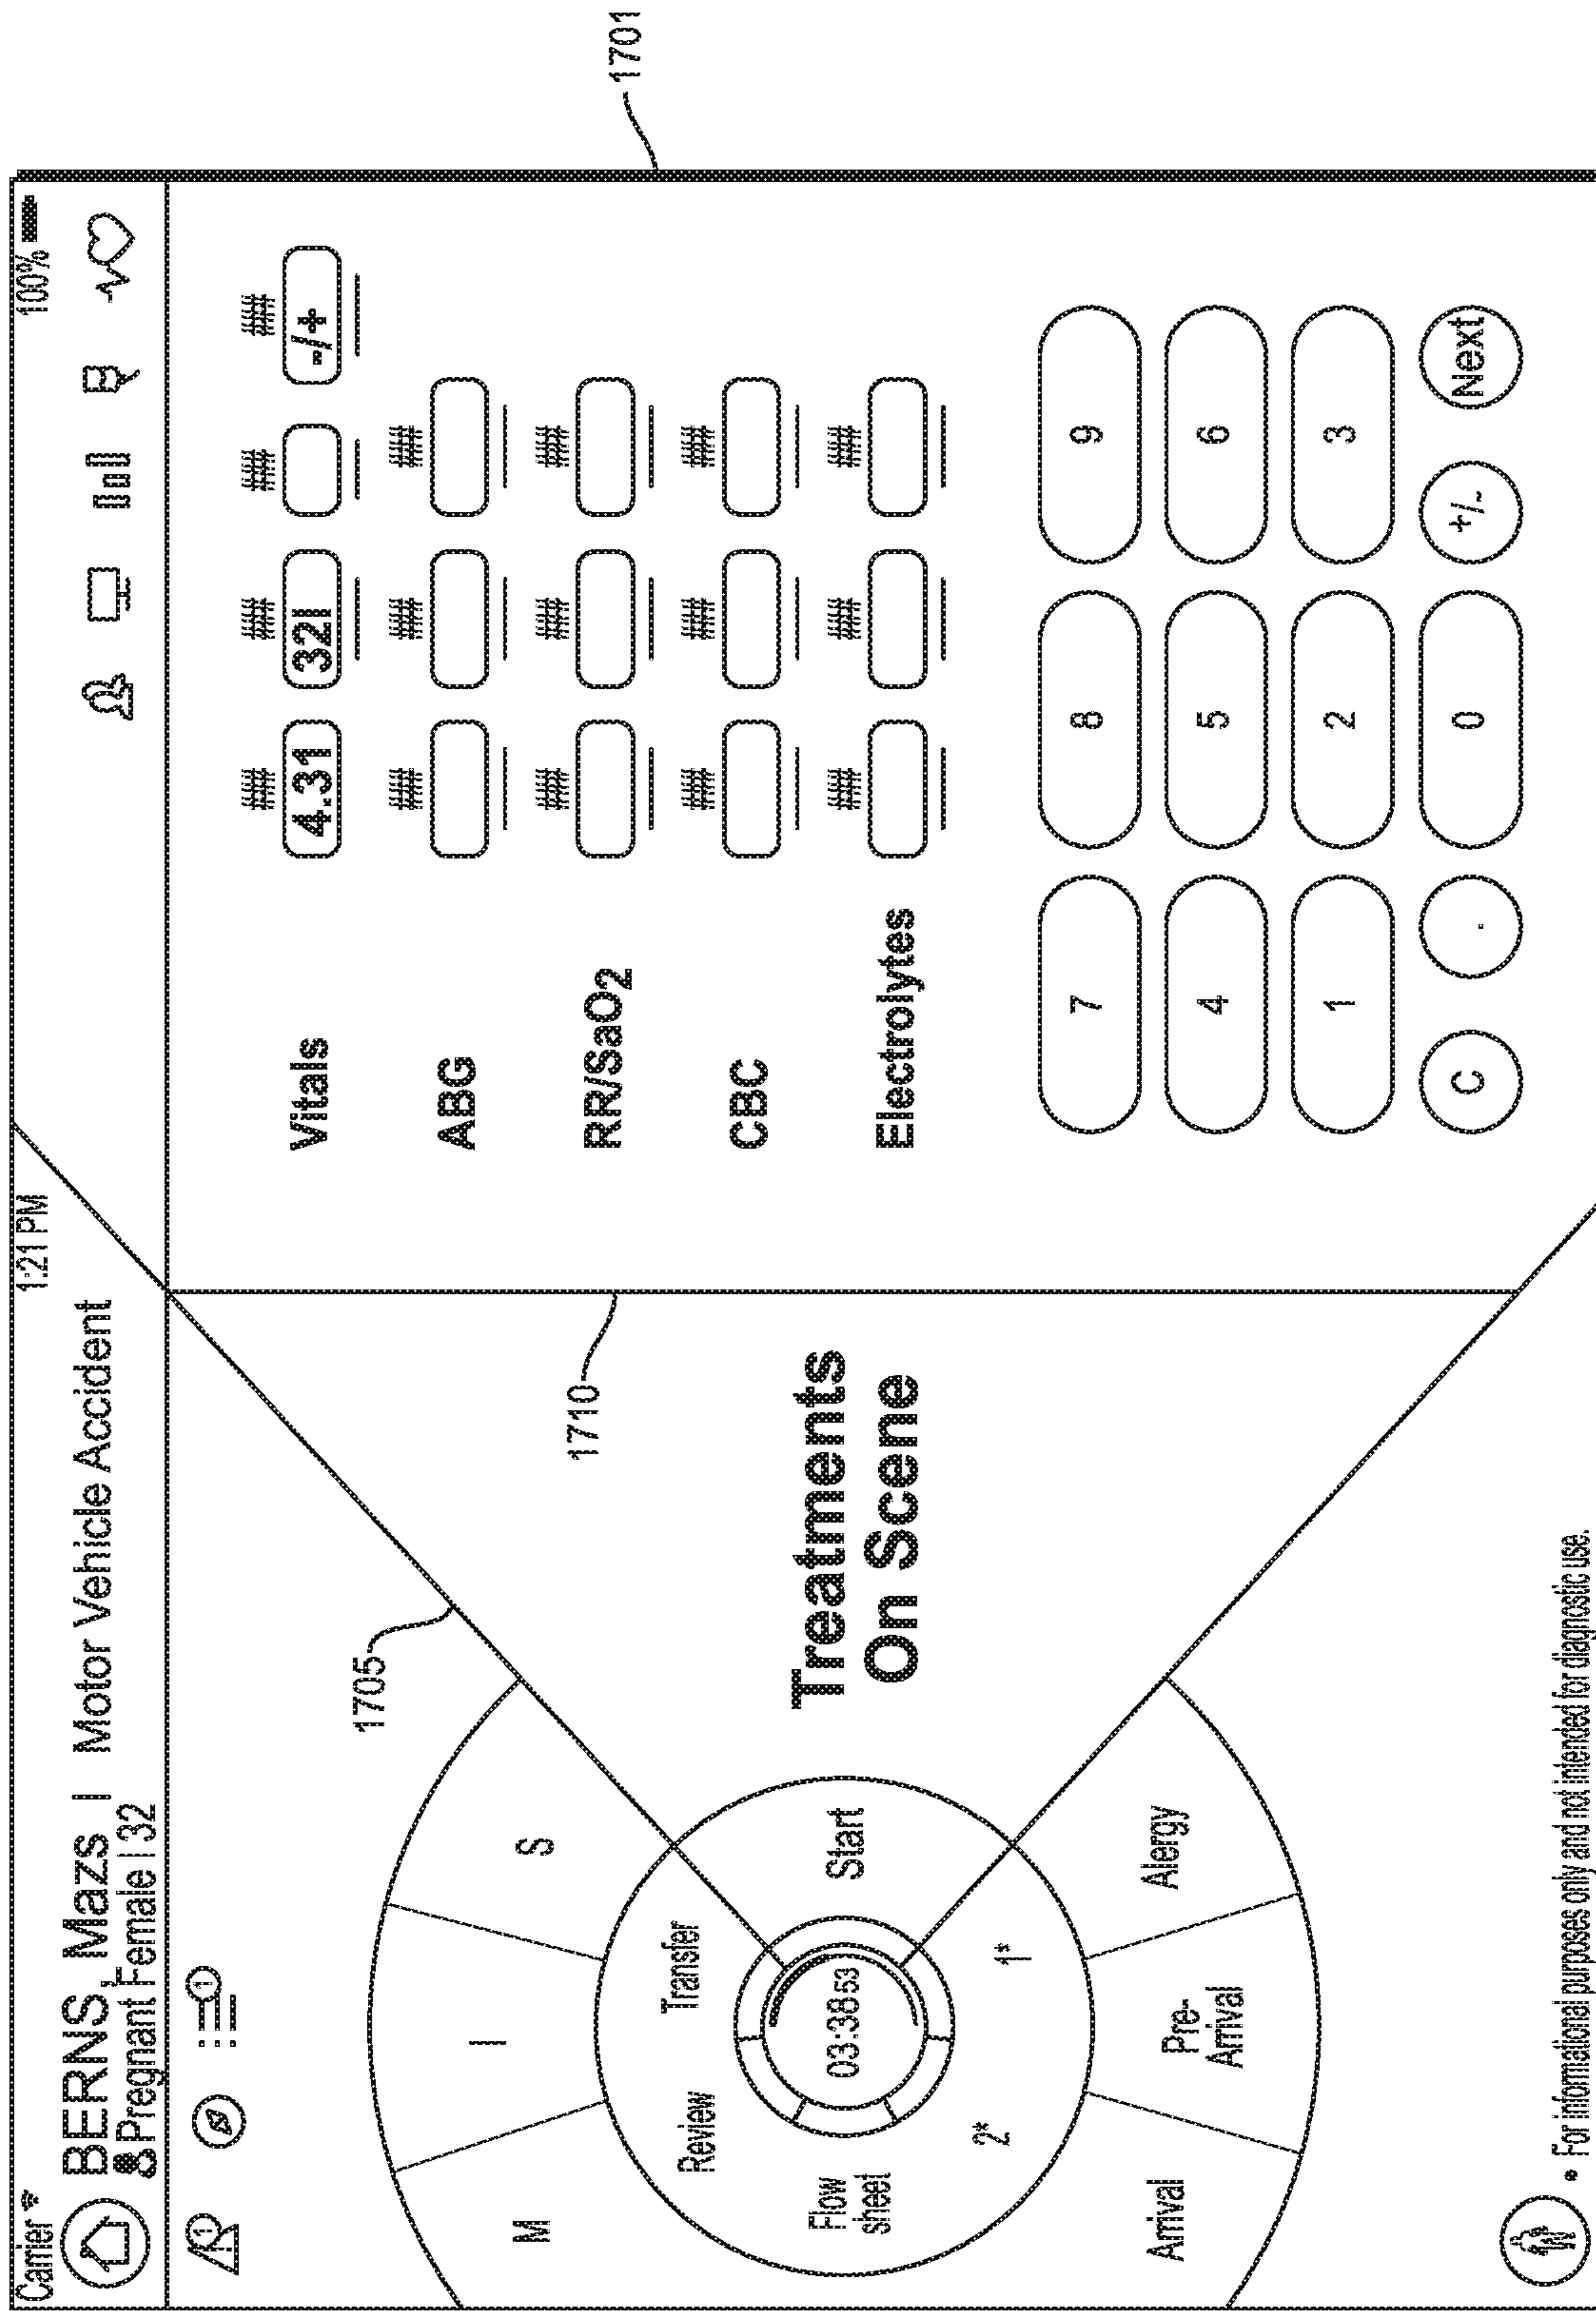 Carrier
1:21 PM
100%
BERNS, Mazs | Motor Vehicle Accident
Pregnant Female | 32
1
1
M
I
S
Review
Transfer
Flow
sheet
03:38 53
Start
2*
1*
Arrival
Pre-
Arrival
Alergy
Treatments
On Scene
1705
1710
1701
Vitals
###
###
###
###
4.31
32|
-/+
ABG
###
###
###
RR/SaO2
###
###
###
CBC
###
###
###
Electrolytes
###
###
###
7 8 9
4 5 6
1 2 3
C . 0 +/- Next
• For informational purposes only and not intended for diagnostic use.